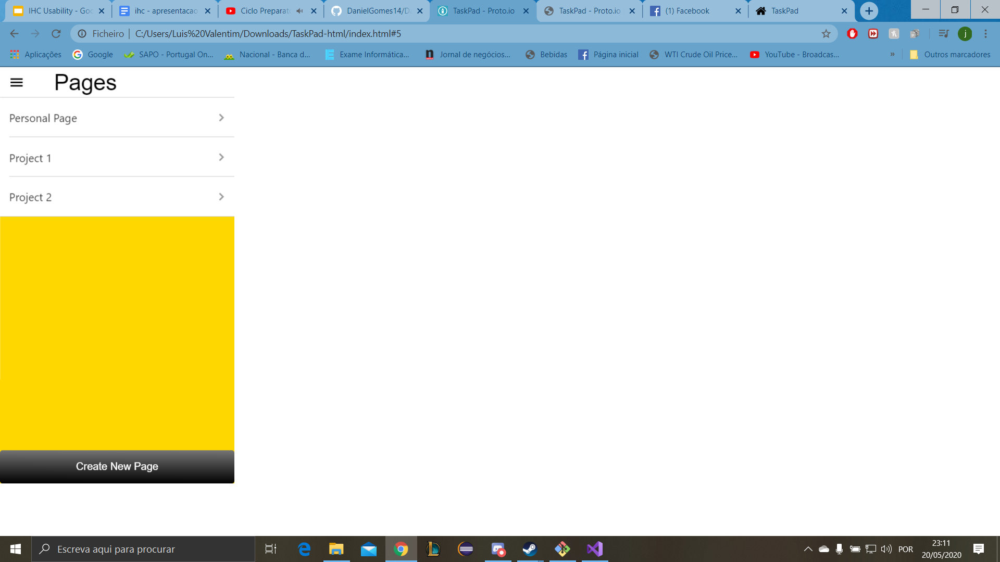 IHC Usability - Goo
ihc - apresentacao
Ciclo Preparato
DanielGomes14/D
TaskPad - Proto.io
TaskPad - Proto.io
(1) Facebook
TaskPad
Ficheiro | C:/Users/Luis%20Valentim/Downloads/TaskPad-html/index.html#5
j
Aplicações
Google
SAPO - Portugal On...
Nacional - Banca d...
Exame Informática...
Jornal de negócios...
Bebidas
Página inicial
WTI Crude Oil Price...
YouTube - Broadcas...
»
Outros marcadores
Pages
Personal Page
Project 1
Project 2
Create New Page
Escreva aqui para procurar
POR
23:11
20/05/2020